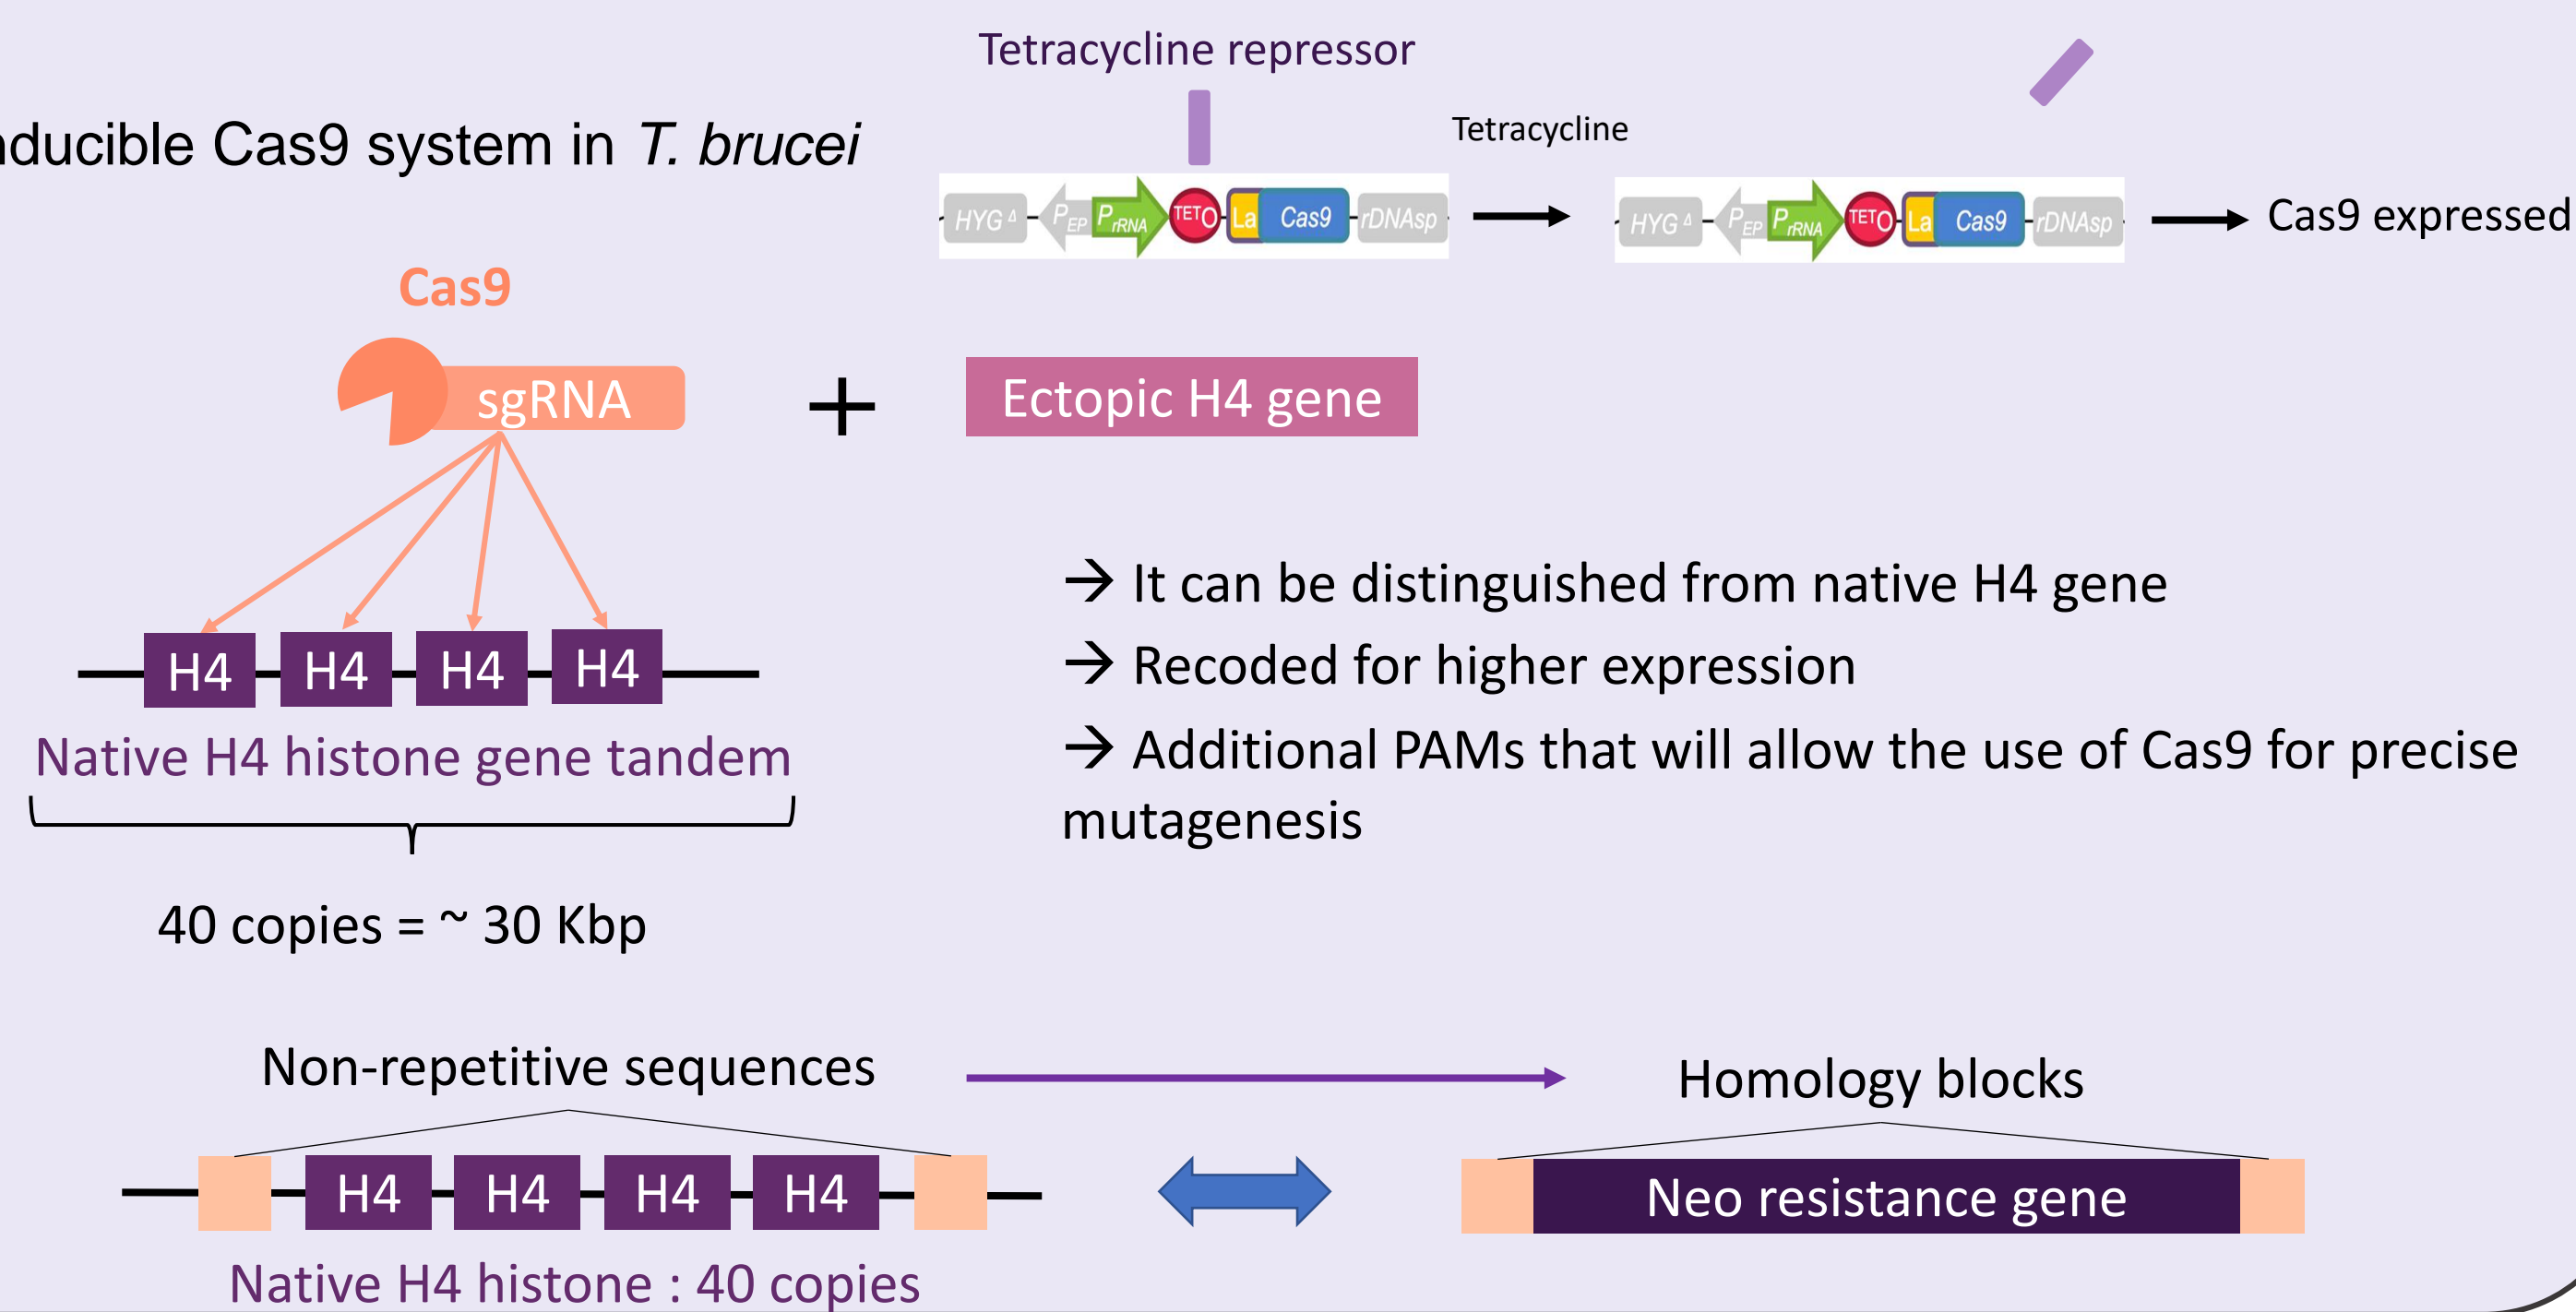 Tetracycline repressor
nducible Cas9 system in T. brucei
Tetracycline
HYG Δ P EP P rRNA TETO La Cas9 rDNAsp
HYG Δ P EP P rRNA TETO La Cas9 rDNAsp
Cas9 expressed
Cas9
sgRNA
+
Ectopic H4 gene
→ It can be distinguished from native H4 gene
→ Recoded for higher expression
→ Additional PAMs that will allow the use of Cas9 for precise
mutagenesis
H4 H4 H4 H4
Native H4 histone gene tandem
40 copies = ~ 30 Kbp
Non-repetitive sequences
Homology blocks
H4 H4 H4 H4
Neo resistance gene
Native H4 histone : 40 copies